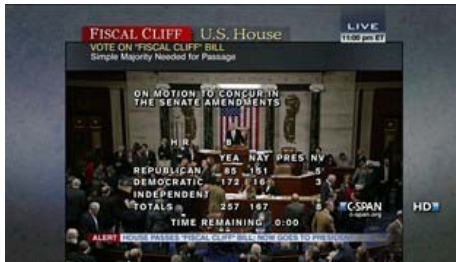 FISCAL CLIFF U.S. House
LIVE
11:00 pm ET
VOTE ON "FISCAL CLIFF" BILL
Simple Majority Needed for Passage
ON MOTION TO CONCUR IN
THE SENATE AMENDMENTS
H R 8
YEA NAY PRES NV
REPUBLICAN 85 151 5
DEMOCRATIC 172 16 3
INDEPENDENT
TOTALS 257 167 8
TIME REMAINING 0:00
C-SPAN
c-span.org
HD
ALERT HOUSE PASSES "FISCAL CLIFF" BILL; NOW GOES TO PRESIDENT